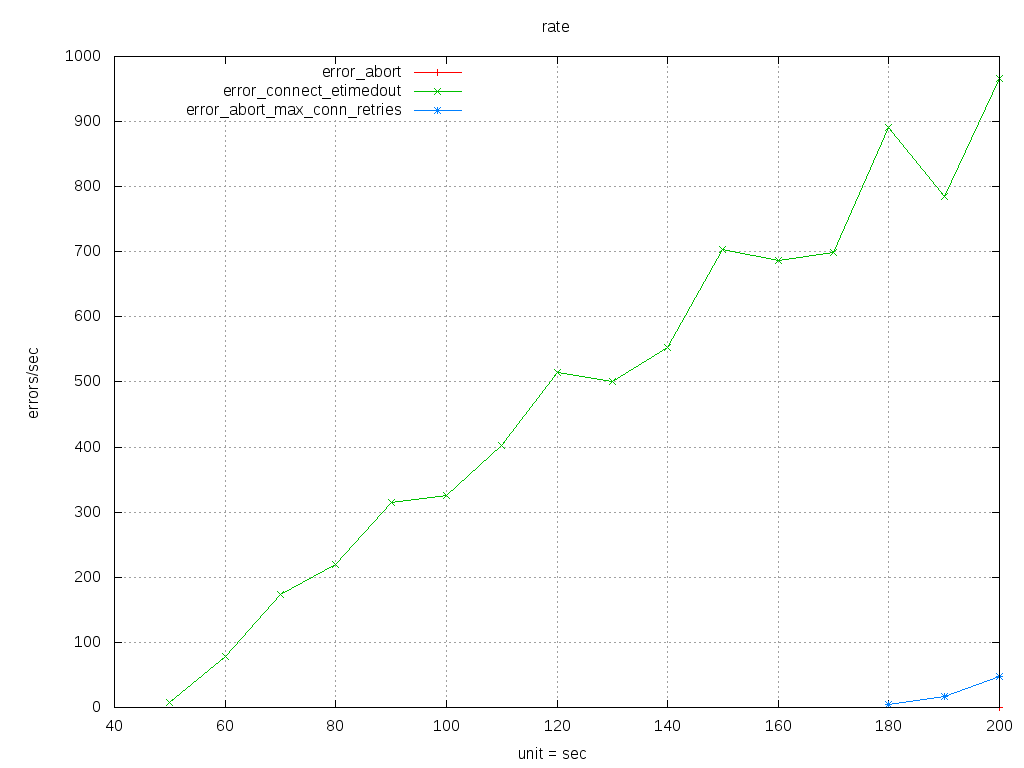 rate
1000
900
800
700
600
500
400
300
200
100
0
errors/sec
error_abort
error_connect_etimedout
error_abort_max_conn_retries
40 60 80 100 120 140 160 180 200
unit = sec